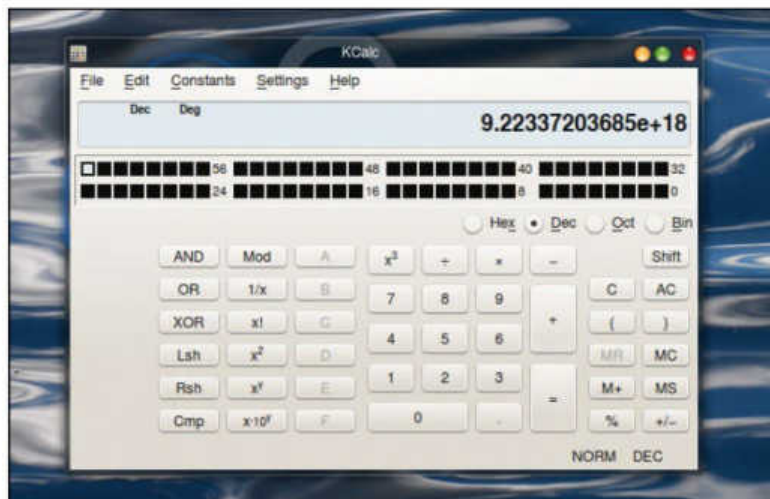 KCalc
File Edit Constants Settings Help
Dec Deg
9.22337203685e+18
56 48 40 32
24 16 8 0
Hex Dec Oct Bin
AND Mod A x³ ÷ × − Shift
OR 1/x B 7 8 9 + C AC
XOR x! C 4 5 6 ( )
Lsh x² D MR MC
Rsh xʸ E 1 2 3 = M+ MS
Cmp x·10ʸ F 0 . % +/−
NORM DEC